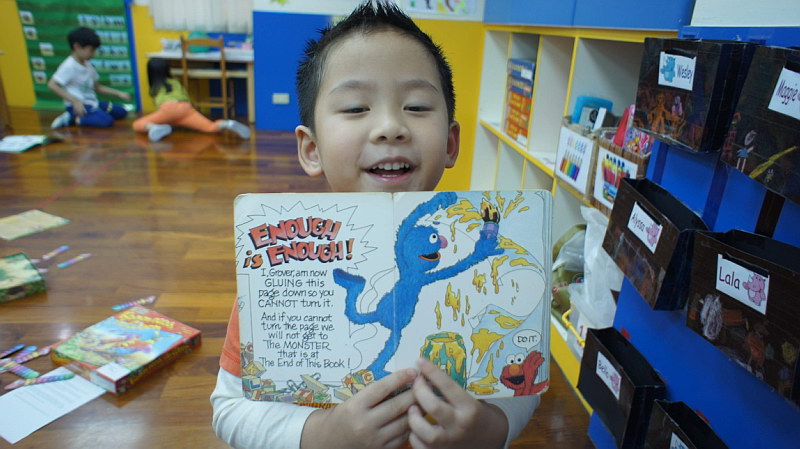 ENOUGH
is ENOUGH!
I, Grover, am now
GLUING this
page down so you
CANNOT turn it.
And if you cannot
turn the page we
will not get to
The MONSTER
that is at
The End of This Book!
DO IT.
Wesley
Maggie
Alyssa
Lala